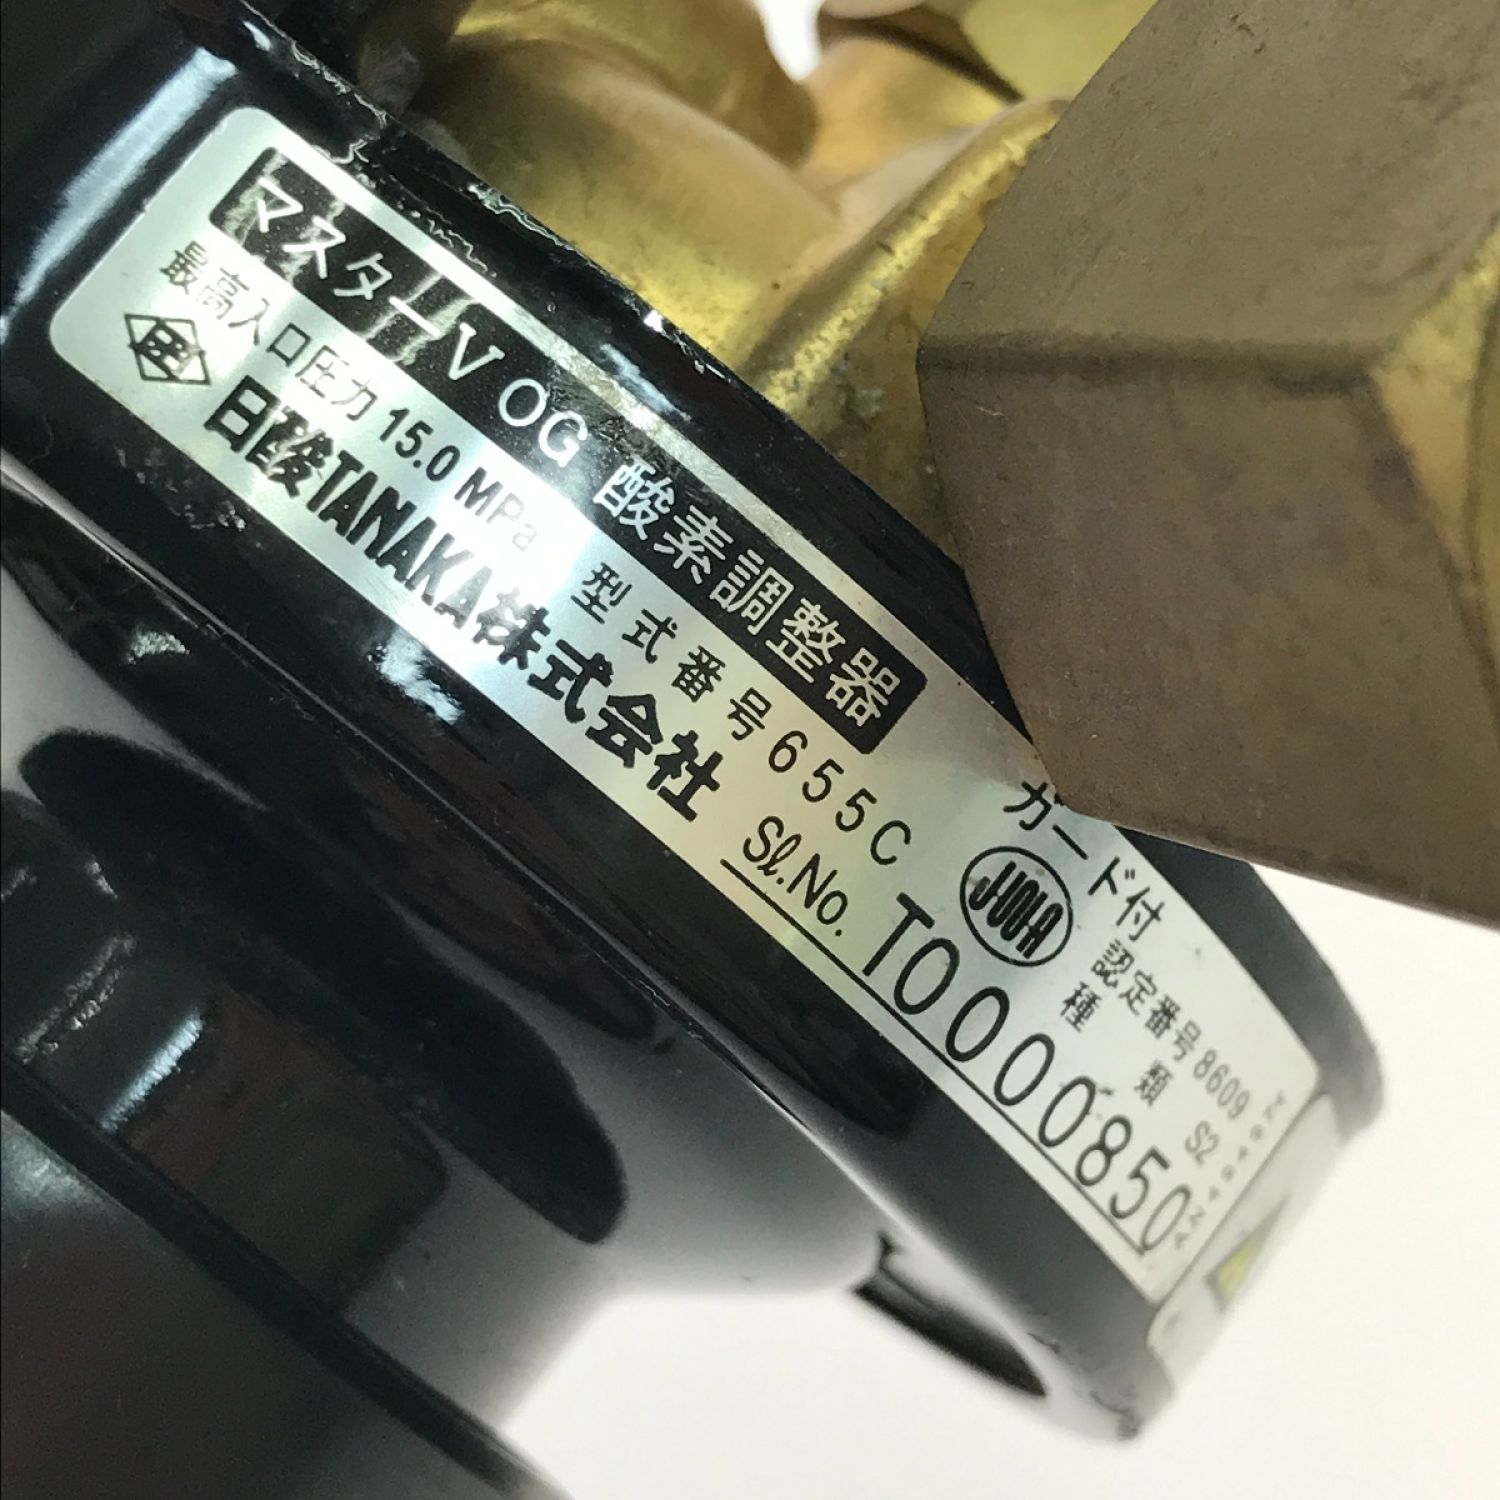 マスターV OG 酸素調整器
ガード付
最高入口圧力 15.0 MPa 型式番号 655C
認定番号 8609
種類 S2
日酸TANAKA株式会社
Sl.No. T0000850